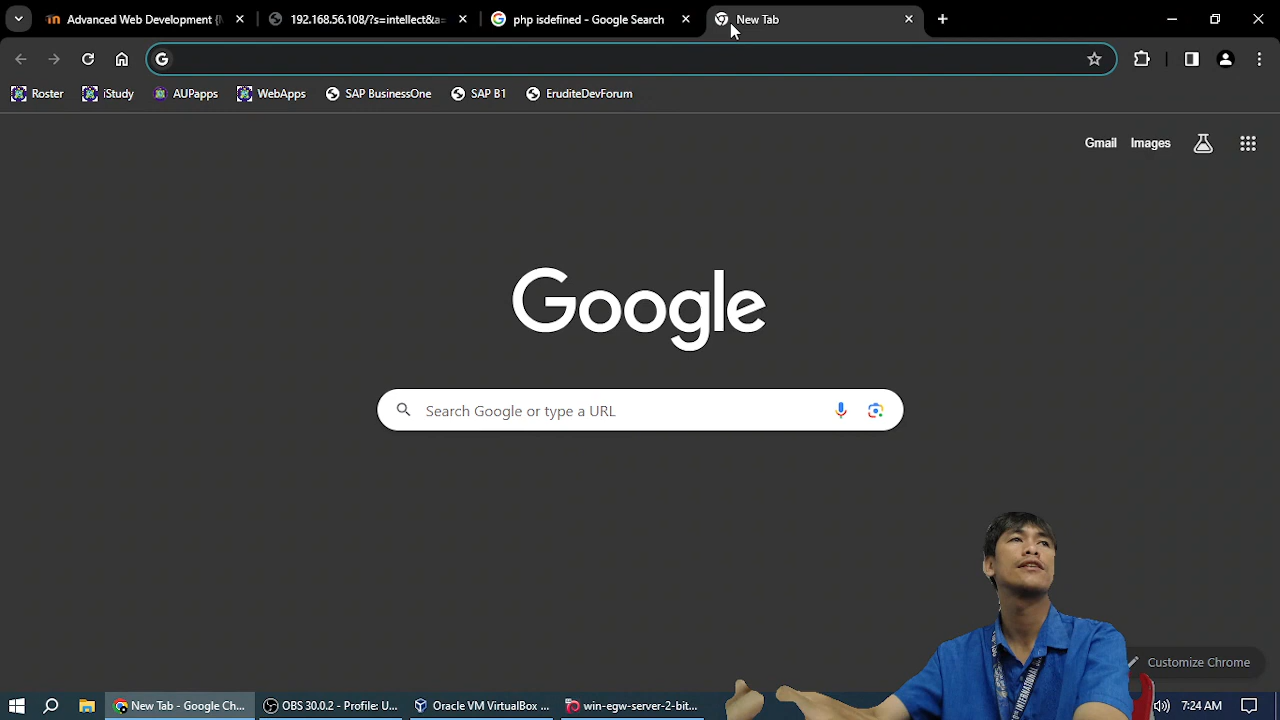 Advanced Web Development (
192.168.56.108/?s=intellect&a=
php isdefined - Google Search
New Tab
Roster
iStudy
AUPapps
WebApps
SAP BusinessOne
SAP B1
EruditeDevForum
Gmail
Images
Google
Search Google or type a URL
Customize Chrome
New Tab - Google Ch...
OBS 30.0.2 - Profile: U...
Oracle VM VirtualBox ...
win-egw-server-2-bit...
7:24 AM